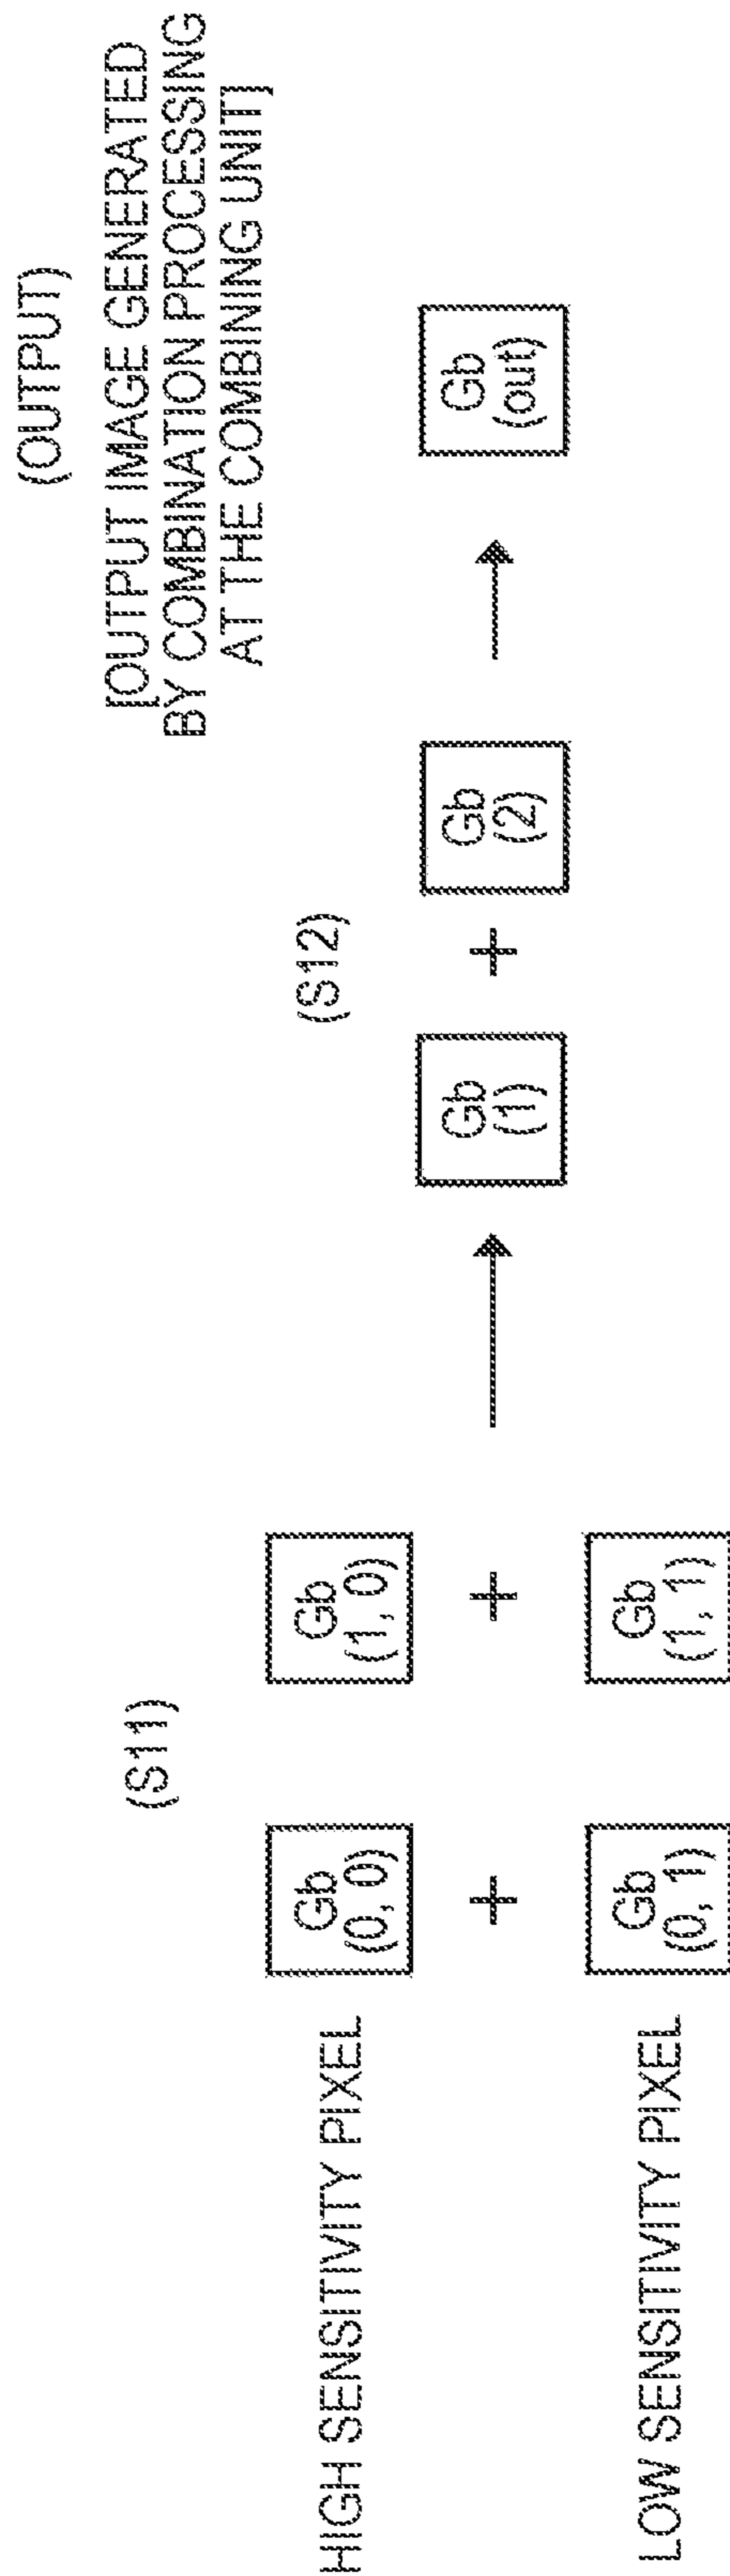 (OUTPUT)
[OUTPUT IMAGE GENERATED
BY COMBINATION PROCESSING
AT THE COMBINING UNIT]
(S11)
(S12)
HIGH SENSITIVITY PIXEL
Gb
(0, 0)
Gb
(1, 0)
+
+
Gb
(1)
+
Gb
(2)
Gb
(out)
LOW SENSITIVITY PIXEL
Gb
(0, 1)
Gb
(1, 1)